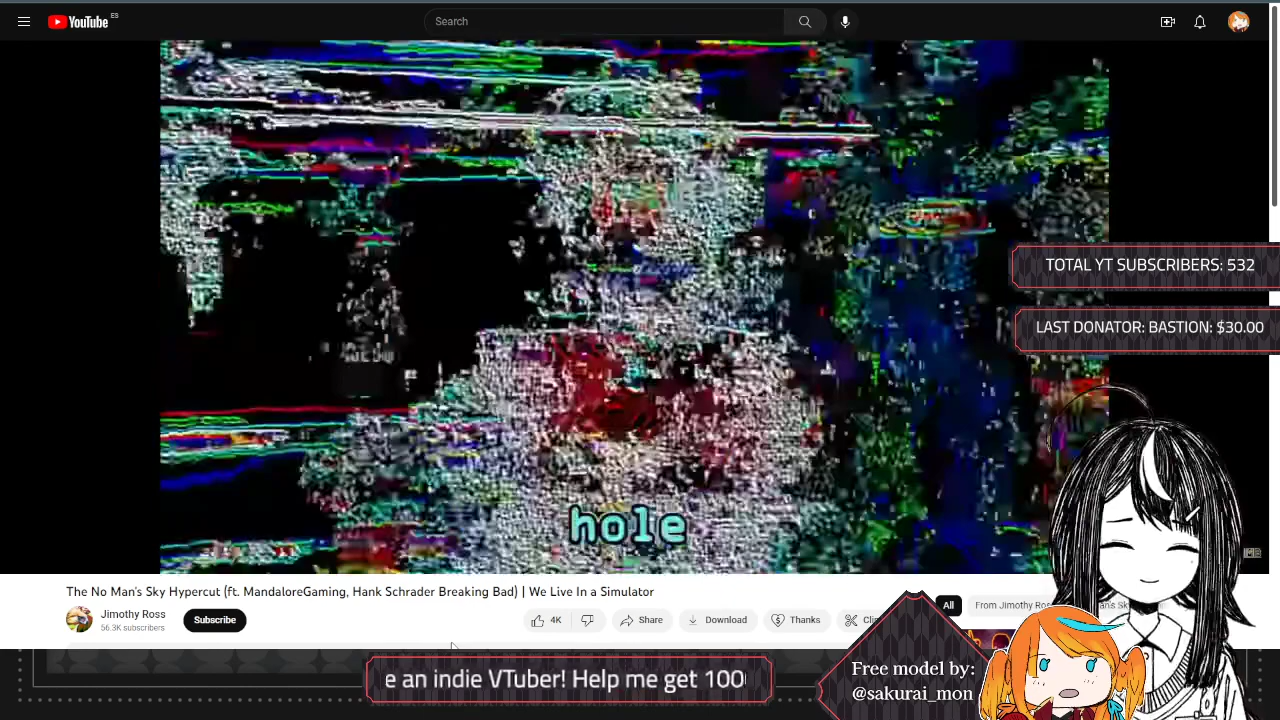 YouTube ES
Search
TOTAL YT SUBSCRIBERS: 532
LAST DONATOR: BASTION: $30.00
hole
The No Man's Sky Hypercut (ft. MandaloreGaming, Hank Schrader Breaking Bad) | We Live In a Simulator
Jimothy Ross
56.3K subscribers
Subscribe
4K
Share
Download
Thanks
All
From Jimothy Ross
e an indie VTuber! Help me get 100
Free model by:
@sakurai_mon